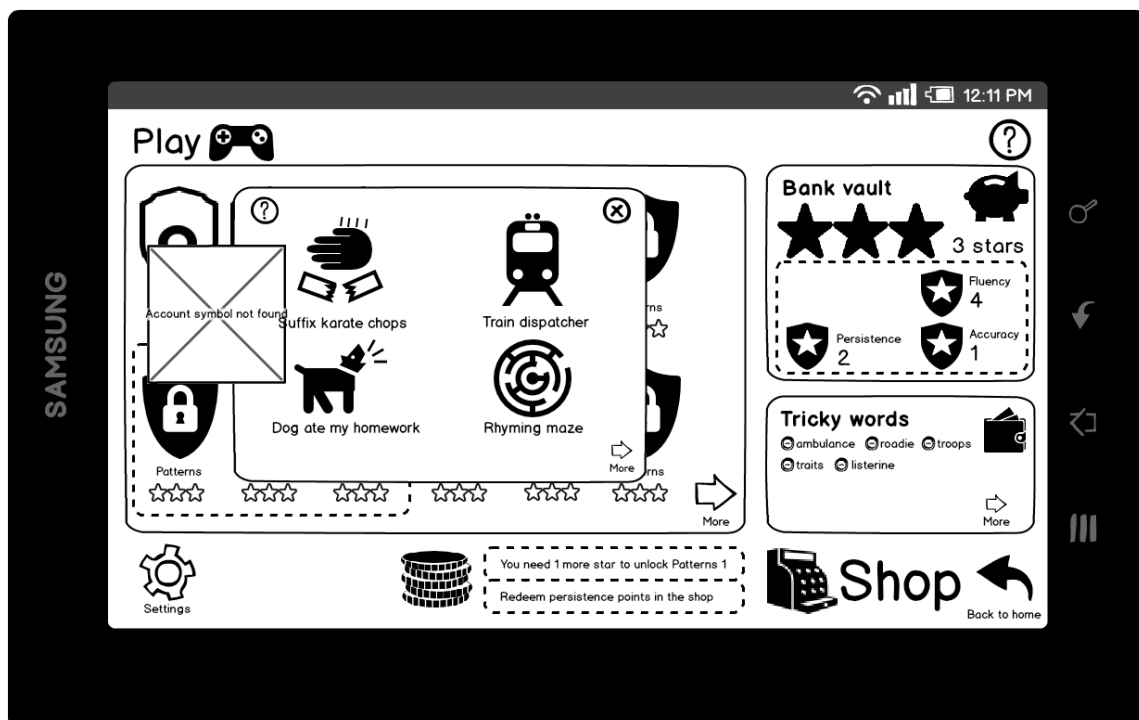 SAMSUNG
12:11 PM
Play
?
?
Account symbol not found
Suffix karate chops
Train dispatcher
Dog ate my homework
Rhyming maze
More
rns
rns
Patterns
More
Bank vault
3 stars
Fluency
4
Persistence
2
Accuracy
1
Tricky words
ambulance roadie troops
traits listerine
More
Settings
You need 1 more star to unlock Patterns 1
Redeem persistence points in the shop
Shop
Back to home